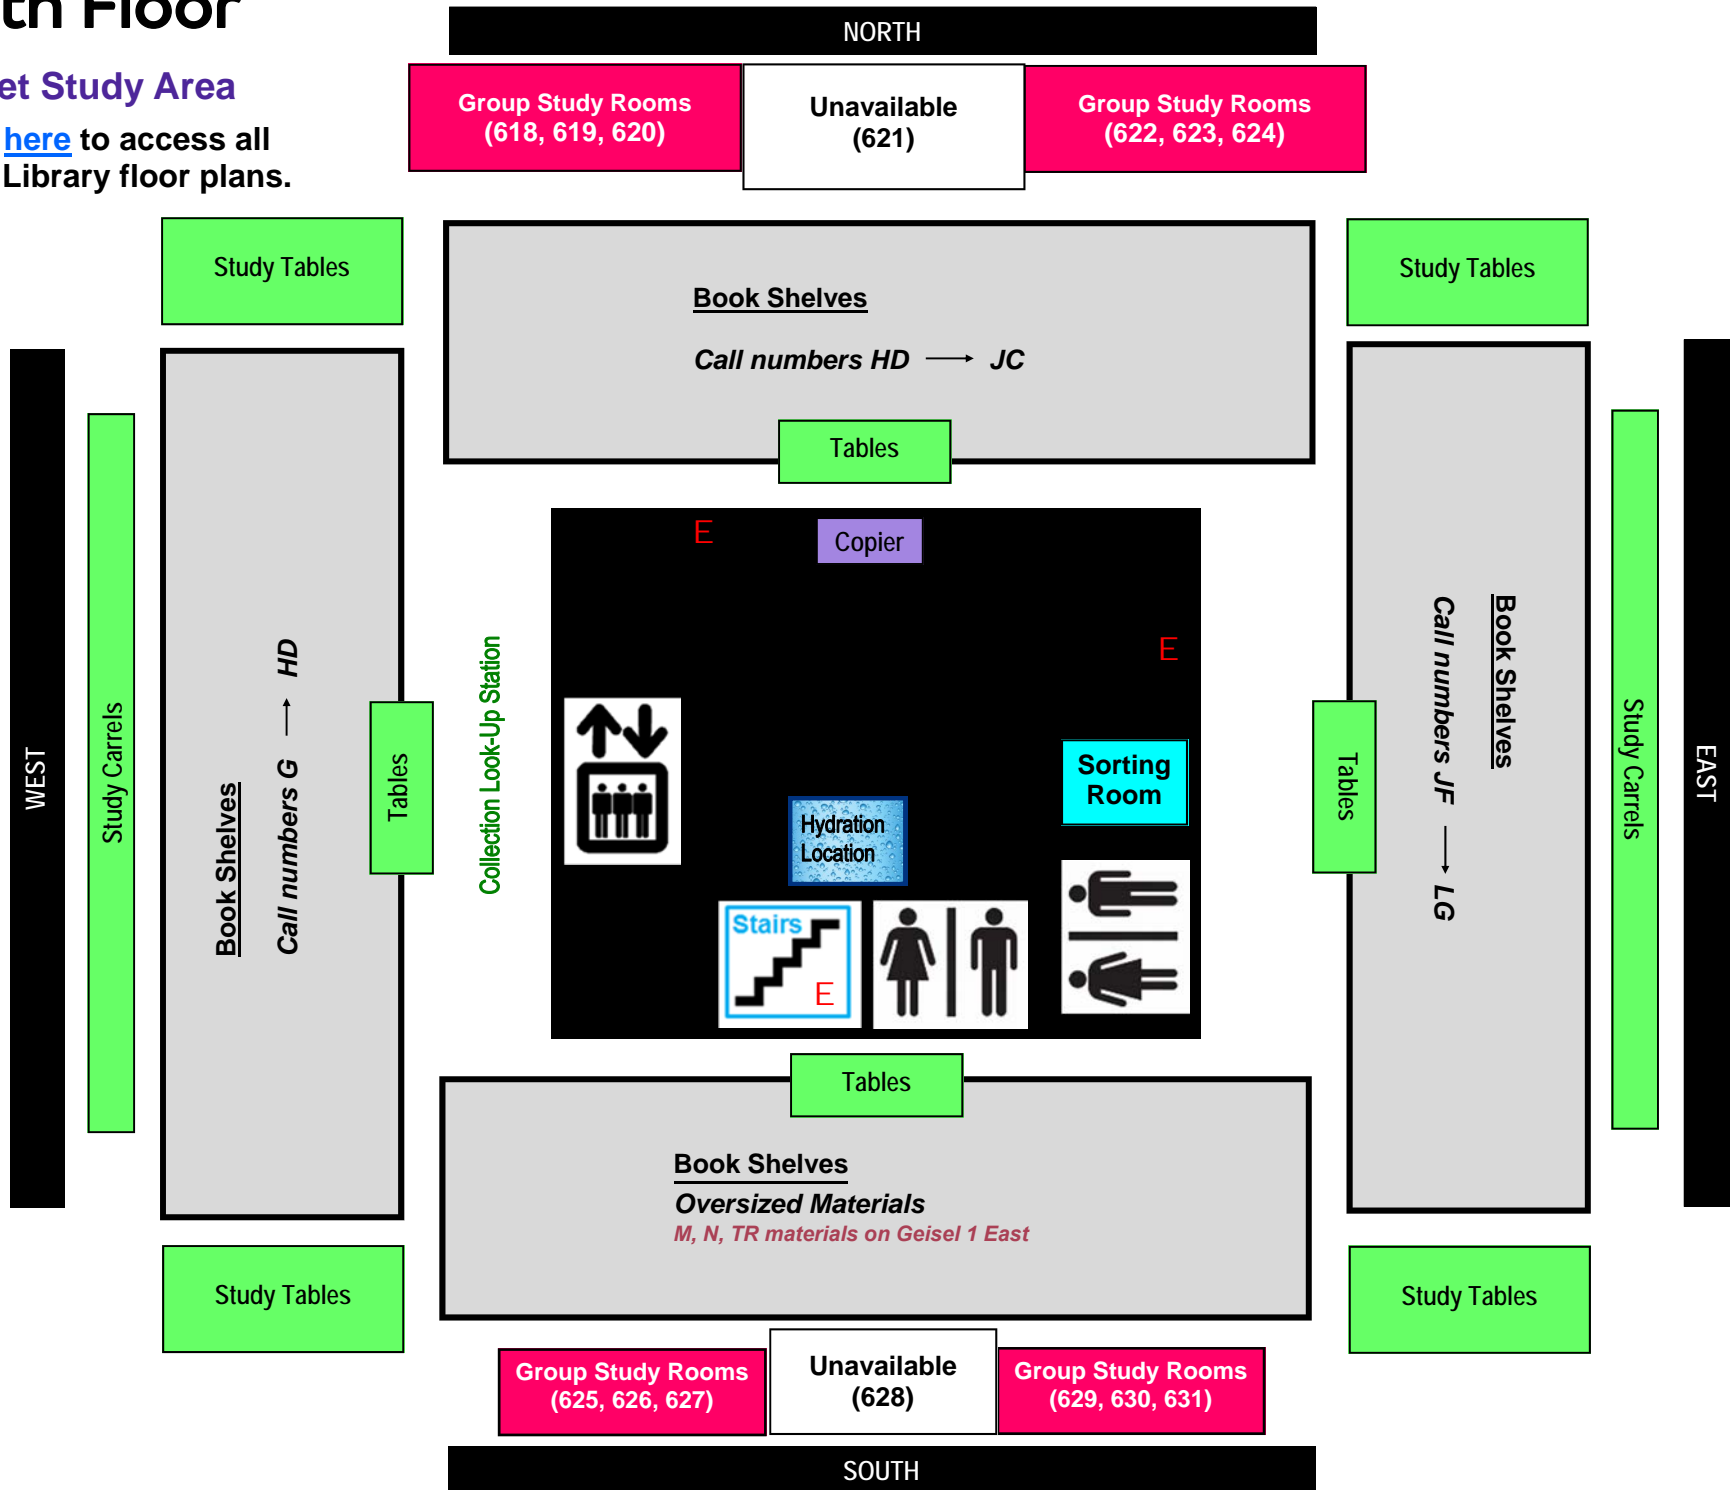 th Floor
et Study Area
here to access all
Library floor plans.
NORTH
Group Study Rooms
(618, 619, 620)
Unavailable
(621)
Group Study Rooms
(622, 623, 624)
Study Tables
Book Shelves
Call numbers HD → JC
Tables
Study Tables
WEST
Study Carrels
Book Shelves
Call numbers G → HD
Tables
Collection Look-Up Station
E
Copier
E
Sorting
Room
Hydration
Location
Stairs
E
Tables
Call numbers JF → LG
Book Shelves
Study Carrels
EAST
Tables
Book Shelves
Oversized Materials
M, N, TR materials on Geisel 1 East
Study Tables
Study Tables
Group Study Rooms
(625, 626, 627)
Unavailable
(628)
Group Study Rooms
(629, 630, 631)
SOUTH